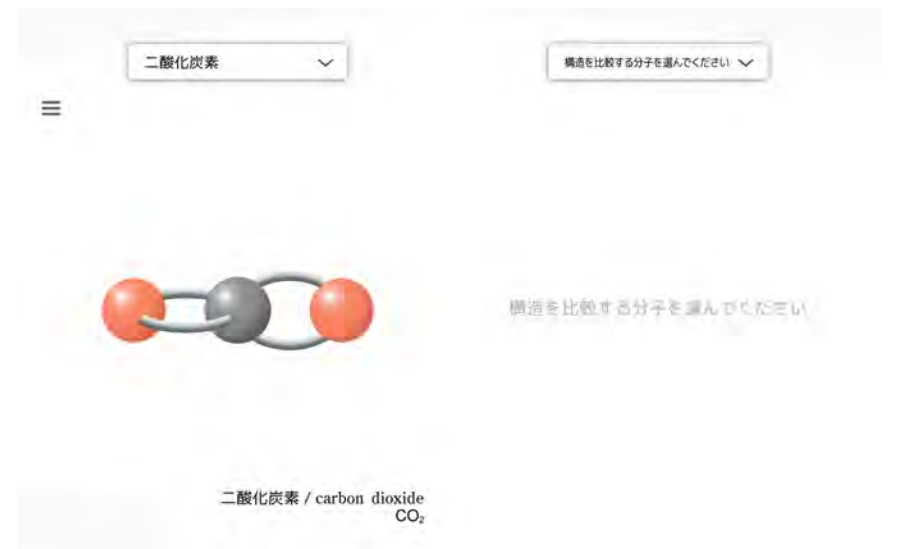 二酸化炭素
構造を比較する分子を選んでください
構造を比較する分子を選んでください
二酸化炭素 / carbon dioxide
CO₂